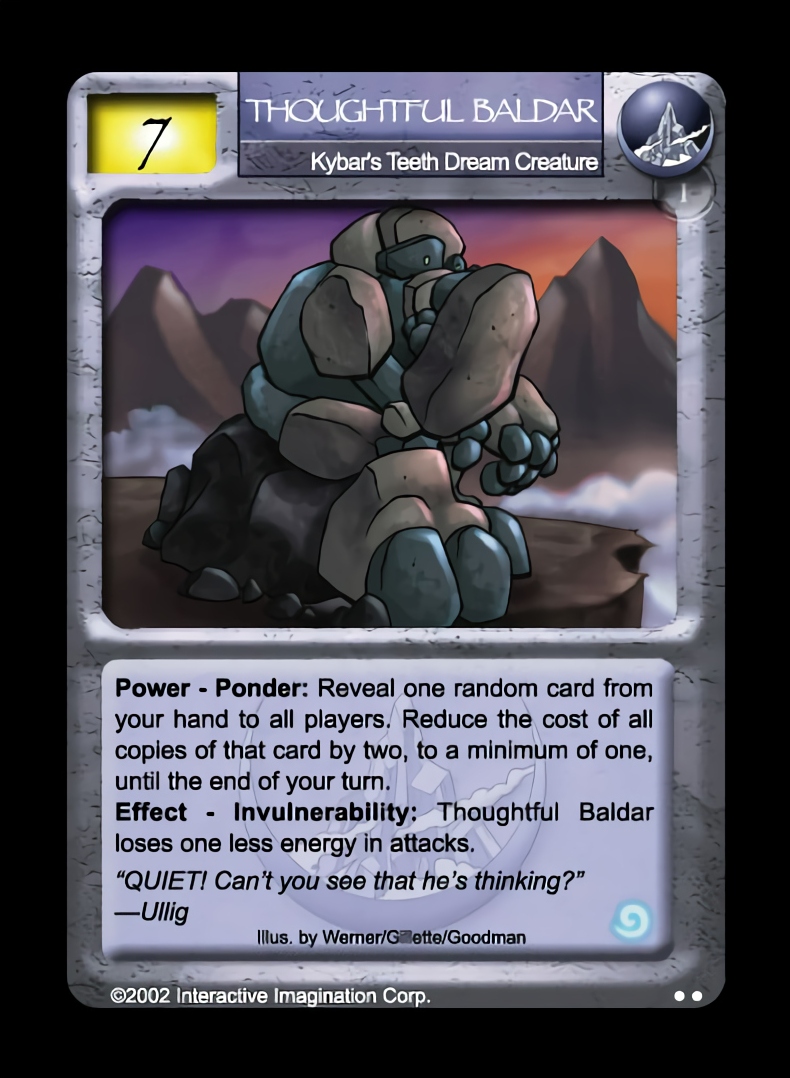 7
THOUGHTFUL BALDAR
Kybar's Teeth Dream Creature
1
Power - Ponder: Reveal one random card from
your hand to all players. Reduce the cost of all
copies of that card by two, to a minimum of one,
until the end of your turn.
Effect - Invulnerability: Thoughtful Baldar
loses one less energy in attacks.
“QUIET! Can't you see that he's thinking?”
—Ullig
Illus. by Werner/Gillette/Goodman
©2002 Interactive Imagination Corp.